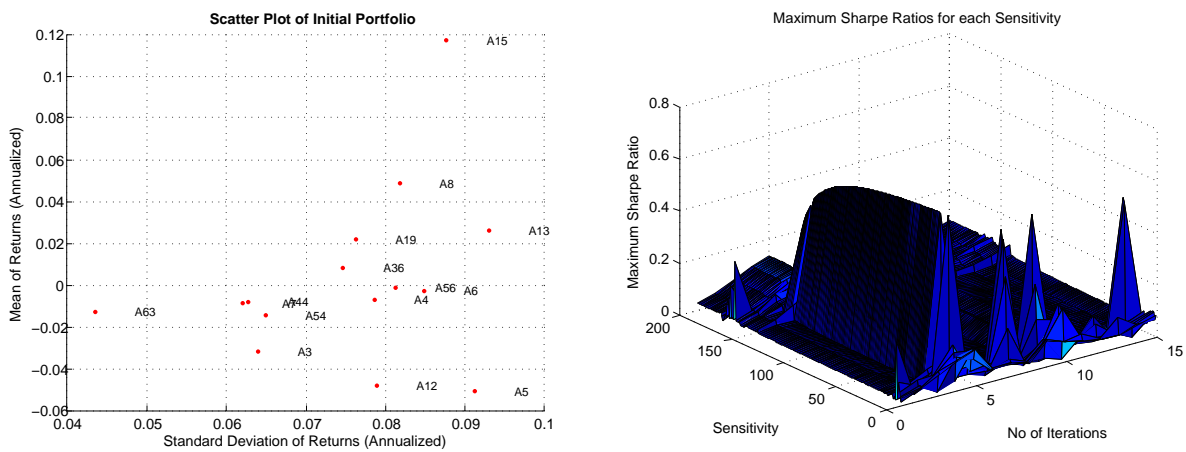 Scatter Plot of Initial Portfolio
0.12
0.1
0.08
0.06
0.04
0.02
0
−0.02
−0.04
−0.06
Mean of Returns (Annualized)
A15
A8
A13
A19
A36
A56
A6
A4
A44
A63
A54
A3
A12
A5
0.04
0.05
0.06
0.07
0.08
0.09
0.1
Standard Deviation of Returns (Annualized)
Maximum Sharpe Ratios for each Sensitivity
0.8
0.6
0.4
0.2
0
Maximum Sharpe Ratio
200
150
100
50
0
Sensitivity
0
5
10
15
No of Iterations